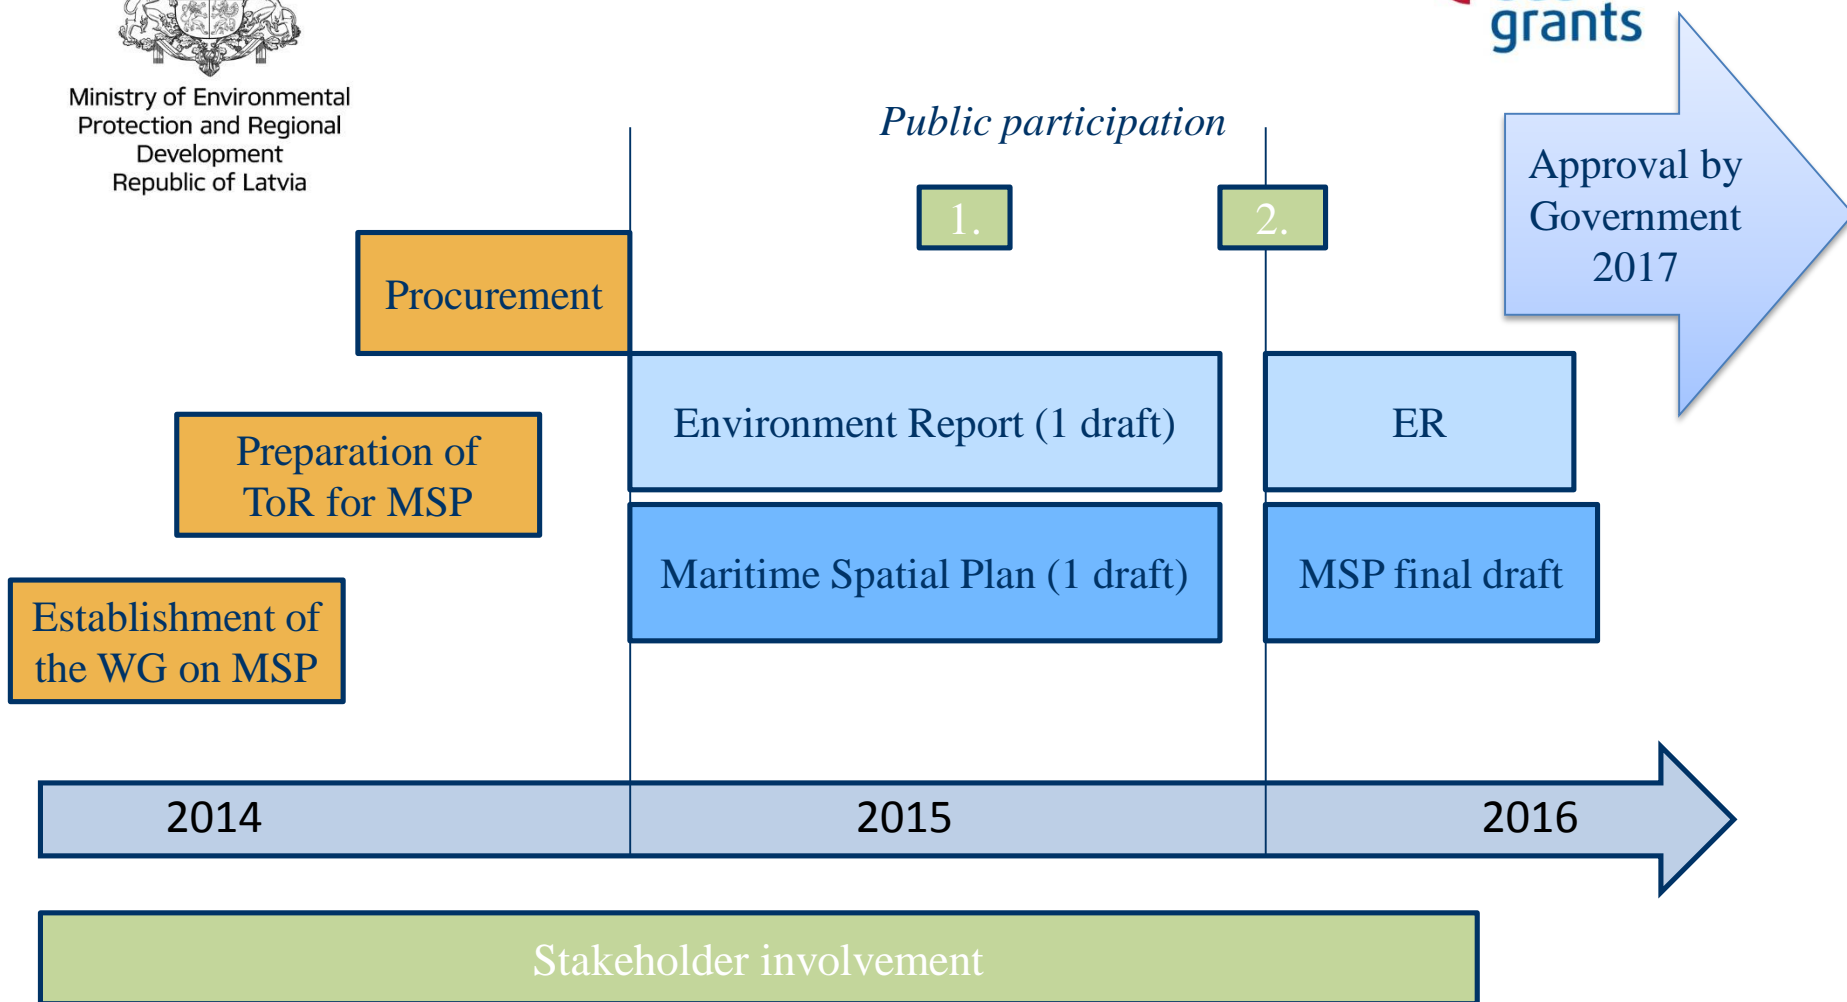 grants
Ministry of Environmental
Protection and Regional
Development
Republic of Latvia
Public participation
1.
2.
Approval by
Government
2017
Procurement
Environment Report (1 draft)
ER
Preparation of
ToR for MSP
Maritime Spatial Plan (1 draft)
MSP final draft
Establishment of
the WG on MSP
2014
2015
2016
Stakeholder involvement